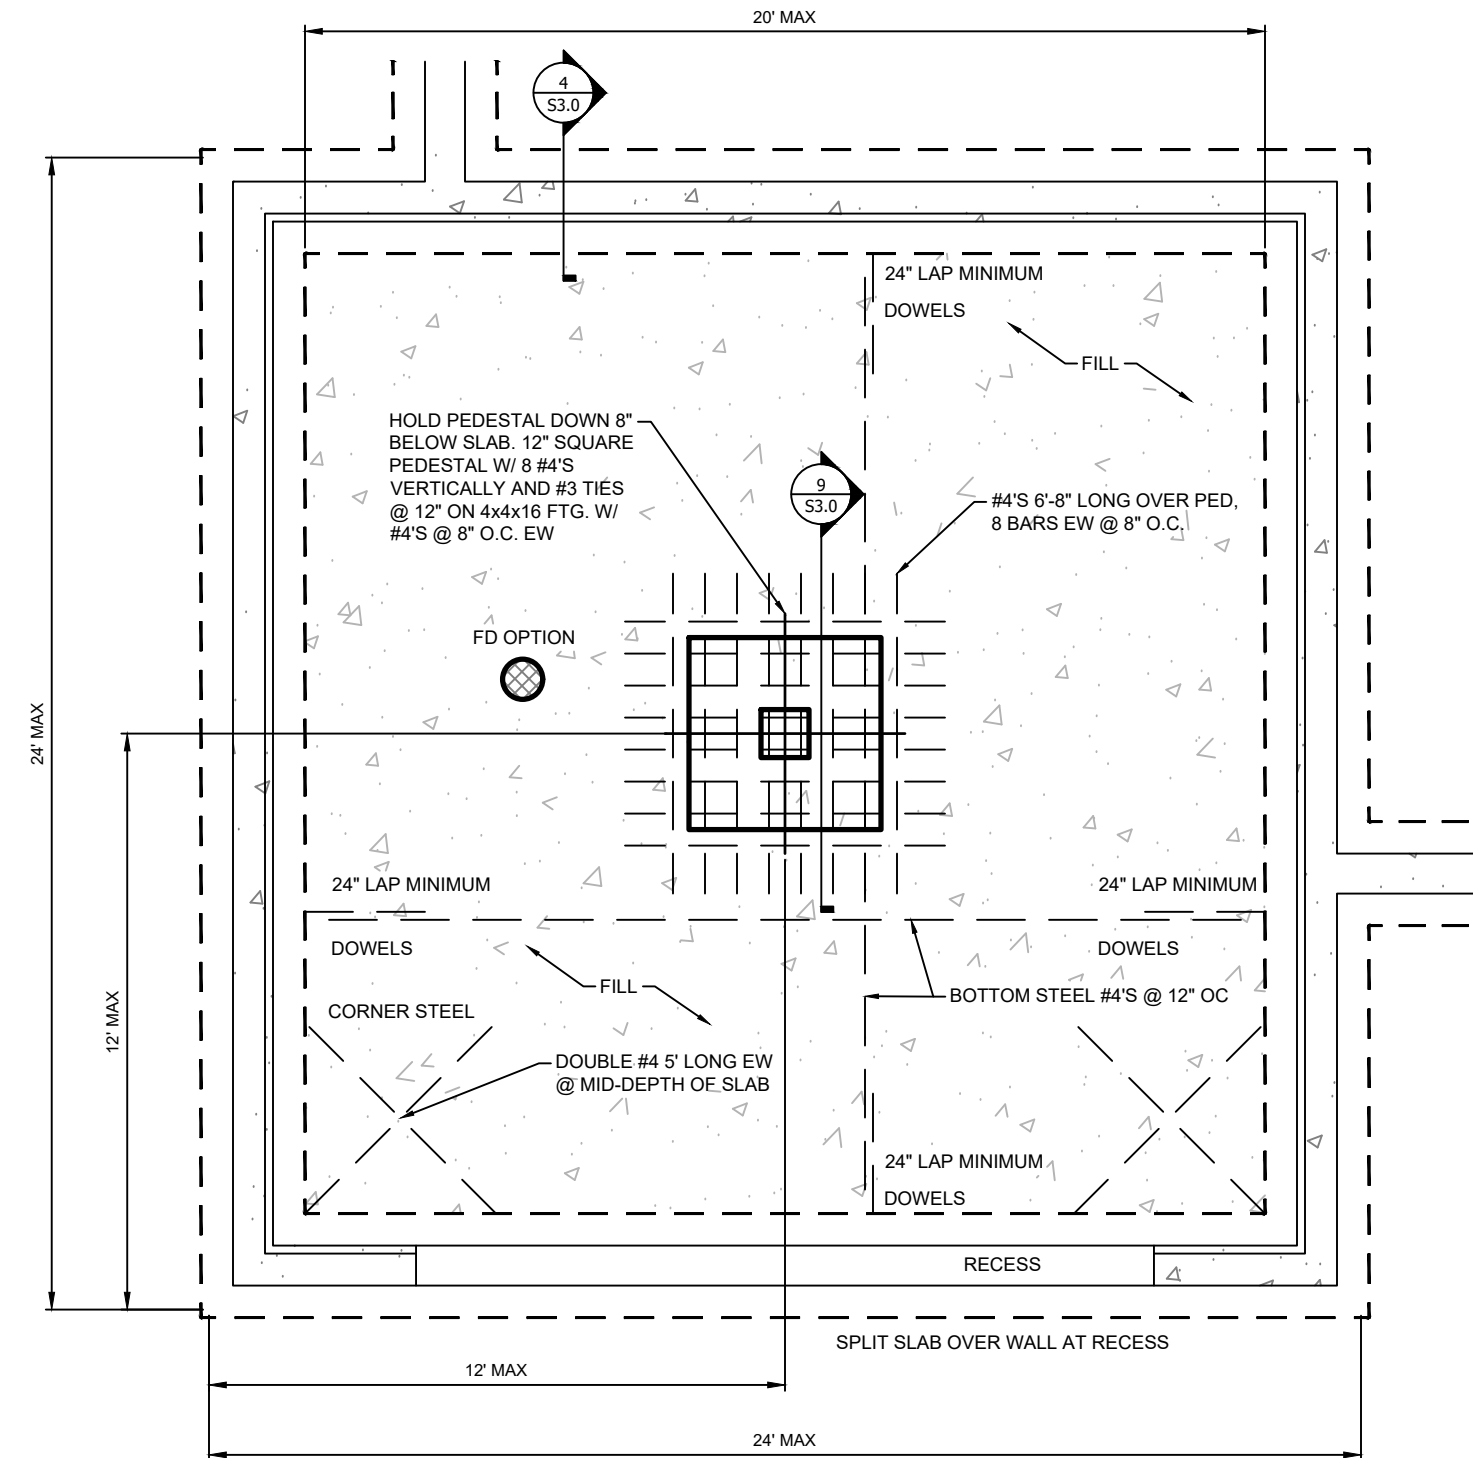 20' MAX
4
S3.0
24" LAP MINIMUM
DOWELS
FILL
HOLD PEDESTAL DOWN 8"
BELOW SLAB. 12" SQUARE
PEDESTAL W/ 8 #4'S
VERTICALLY AND #3 TIES
@ 12" ON 4x4x16 FTG. W/
#4'S @ 8" O.C. EW
9
S3.0
#4'S 6'-8" LONG OVER PED,
8 BARS EW @ 8" O.C.
FD OPTION
24' MAX
24" LAP MINIMUM
24" LAP MINIMUM
DOWELS
DOWELS
FILL
BOTTOM STEEL #4'S @ 12" OC
CORNER STEEL
12' MAX
DOUBLE #4 5' LONG EW
@ MID-DEPTH OF SLAB
24" LAP MINIMUM
DOWELS
RECESS
SPLIT SLAB OVER WALL AT RECESS
12' MAX
24' MAX